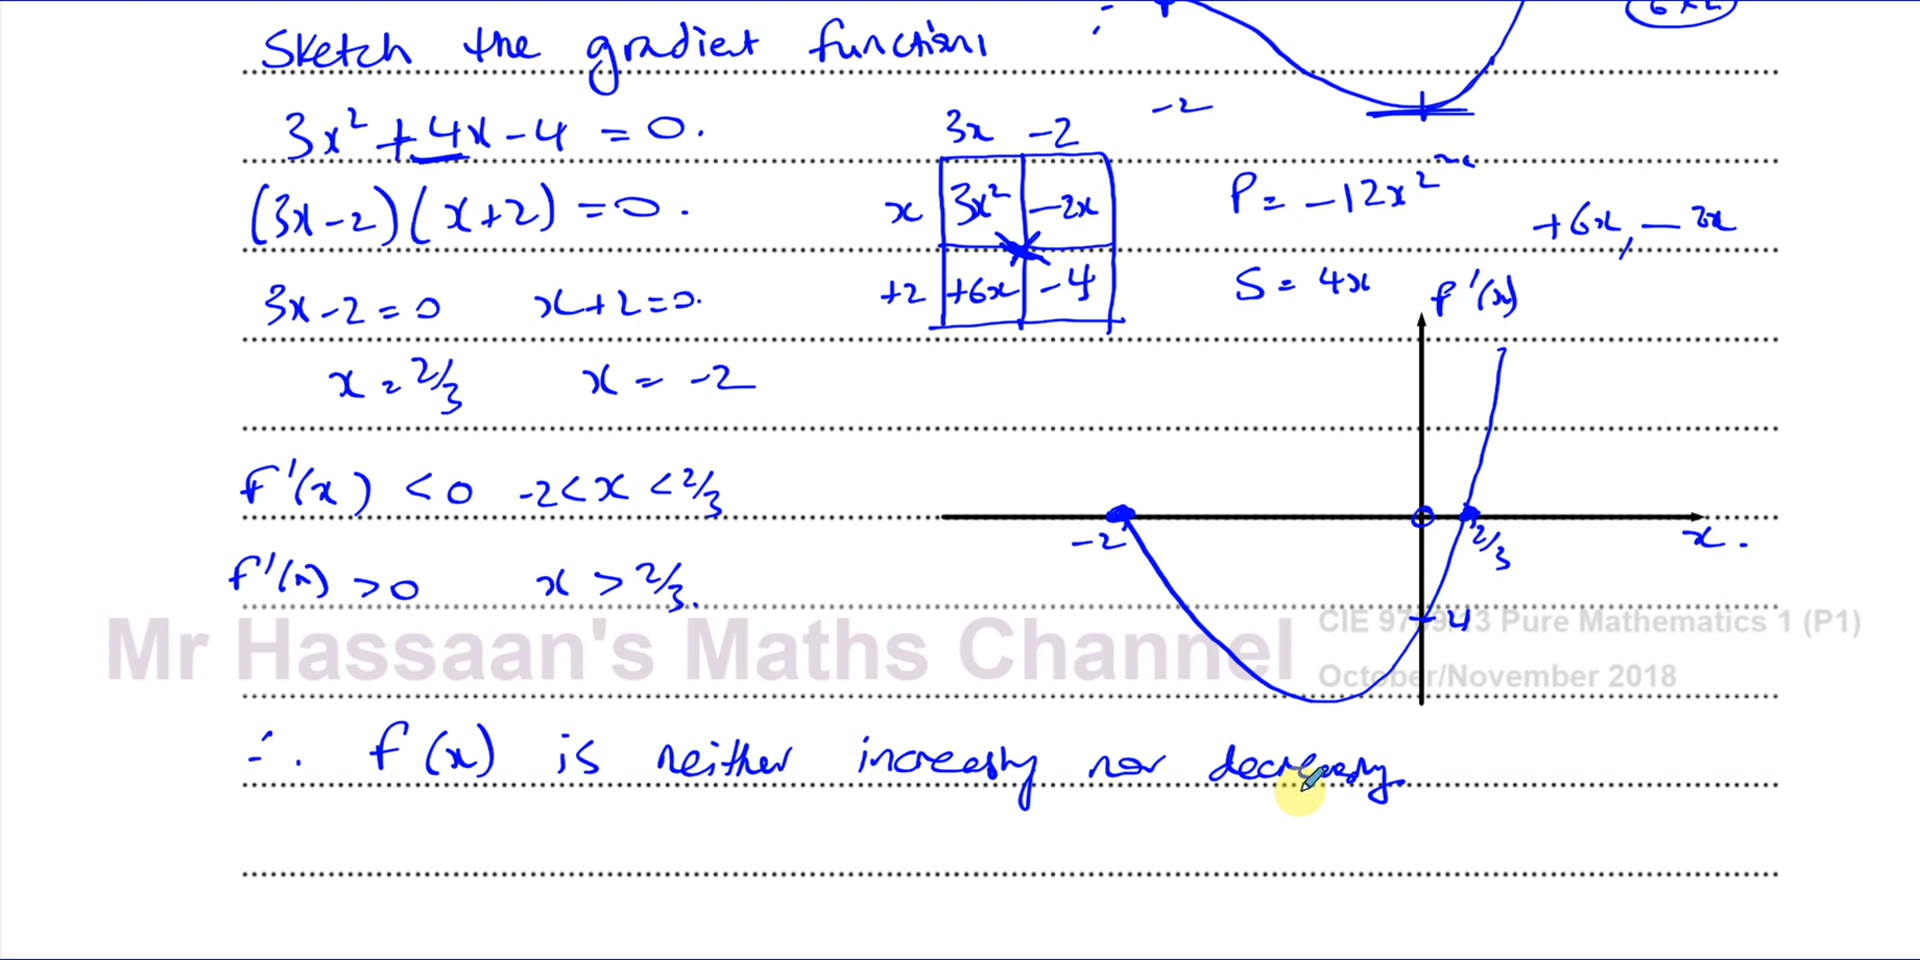 Sketch the gradient function
-2
3x² + 4x - 4 = 0.
3x -2
(3x-2)(x+2) = 0.
x 3x² -2x
P = -12x²
+6x, -2x
3x-2=0 x+2=0.
+2 +6x -4
S = 4x
f'(x)
x = 2/3 x = -2
f'(x) < 0 -2<x<2/3
-2
2/3
x.
f'(x) >0 x > 2/3.
-4
Mr Hassaan's Maths Channel
CIE 9709/13 Pure Mathematics 1 (P1)
October/November 2018
∴ f(x) is neither increasing nor decreasing.